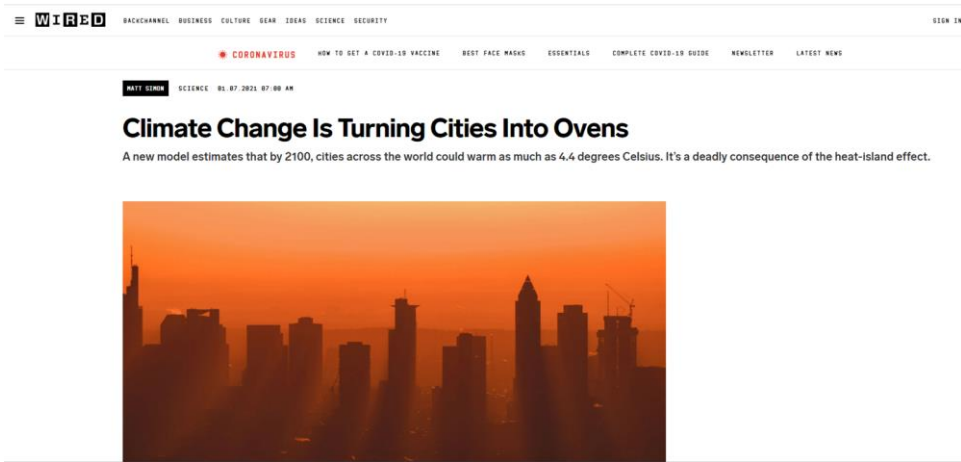 WIRED BACKCHANNEL BUSINESS CULTURE GEAR IDEAS SCIENCE SECURITY SIGN IN
CORONAVIRUS HOW TO GET A COVID-19 VACCINE BEST FACE MASKS ESSENTIALS COMPLETE COVID-19 GUIDE NEWSLETTER LATEST NEWS
MATT SIMON SCIENCE 01.07.2021 07:00 AM
Climate Change Is Turning Cities Into Ovens
A new model estimates that by 2100, cities across the world could warm as much as 4.4 degrees Celsius. It's a deadly consequence of the heat-island effect.